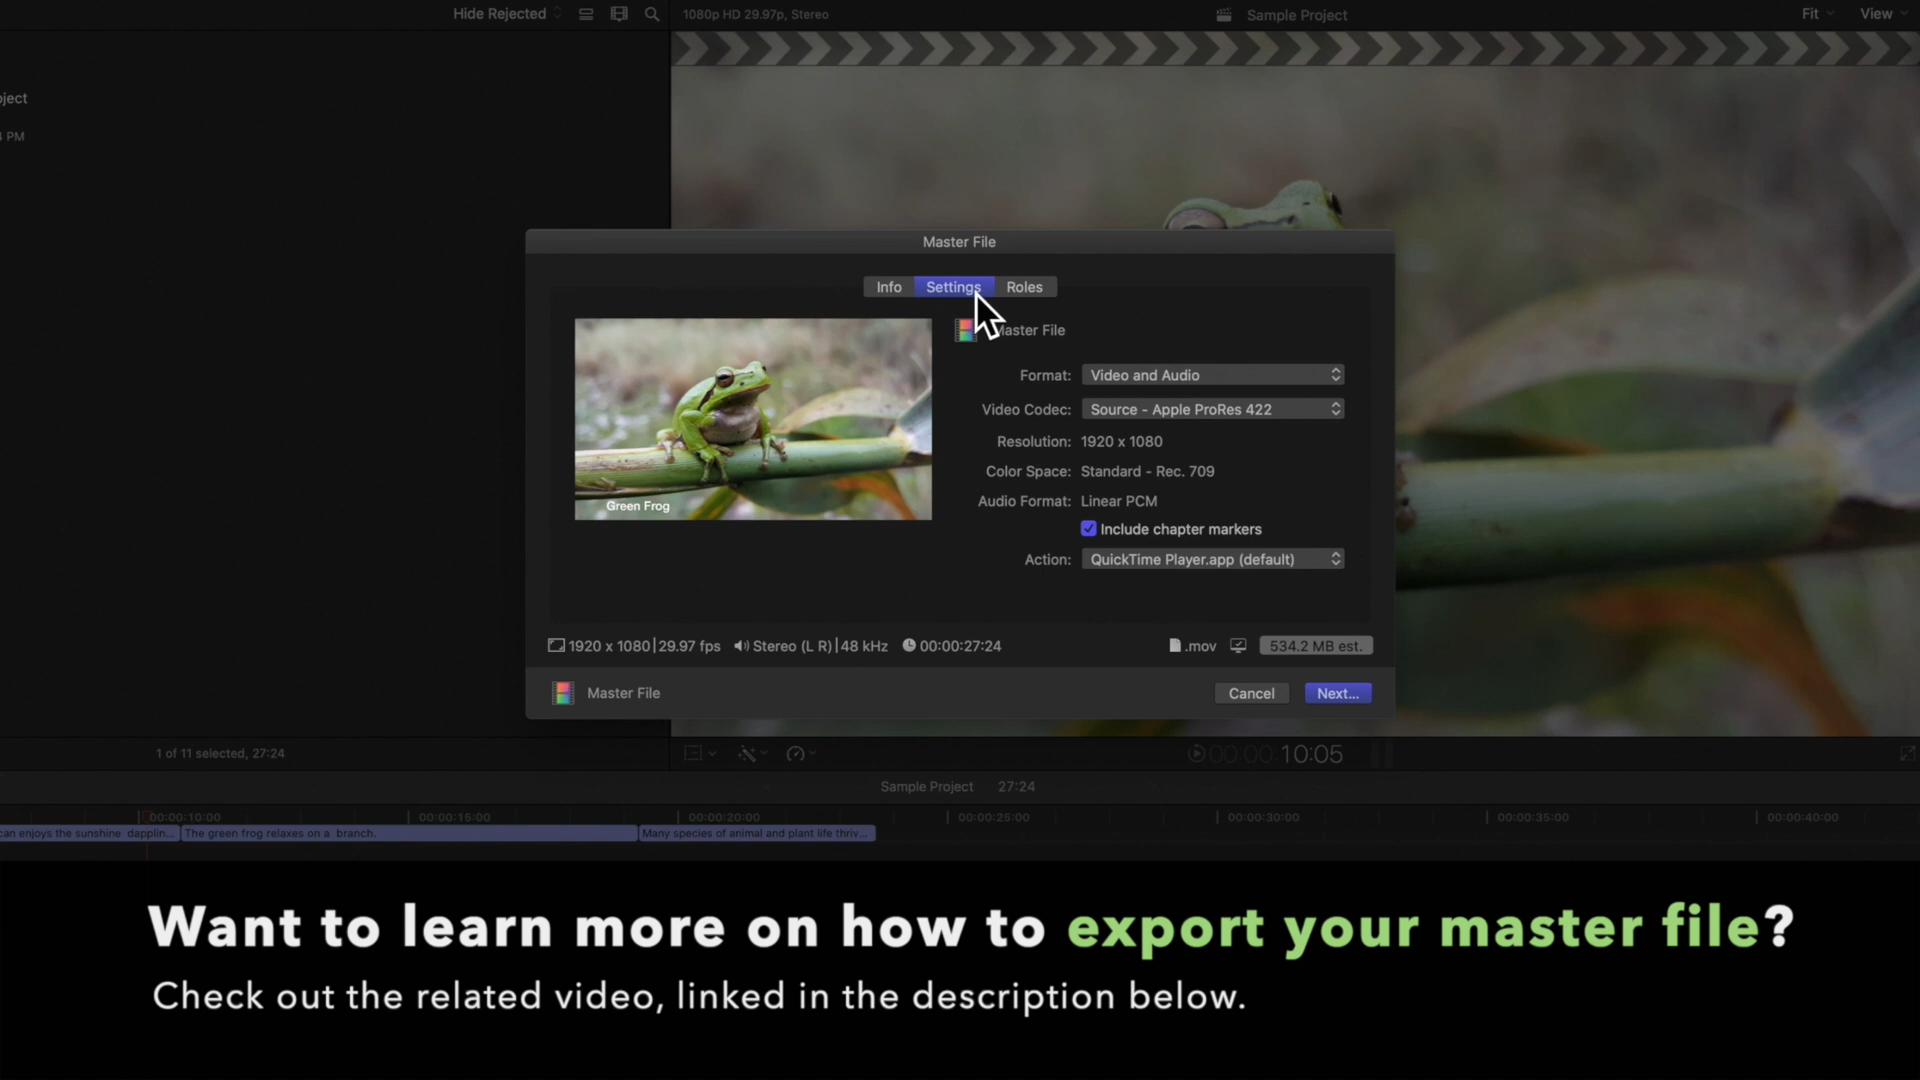 Hide Rejected
1080p HD 29.97p, Stereo
Sample Project
Fit
View
oject
PM
Master File
Info
Settings
Roles
Master File
Format: Video and Audio
Video Codec: Source - Apple ProRes 422
Resolution: 1920 x 1080
Color Space: Standard - Rec. 709
Audio Format: Linear PCM
Include chapter markers
Action: QuickTime Player.app (default)
Green Frog
1920 x 1080|29.97 fps
Stereo (L R)|48 kHz
00:00:27:24
.mov
534.2 MB est.
Master File
Cancel
Next...
1 of 11 selected, 27:24
00:00:10:05
Sample Project 27:24
00:00:10:00
00:00:15:00
00:00:20:00
00:00:25:00
00:00:30:00
00:00:35:00
00:00:40:00
can enjoys the sunshine dapplin...
The green frog relaxes on a branch.
Many species of animal and plant life thriv...
Want to learn more on how to export your master file?
Check out the related video, linked in the description below.